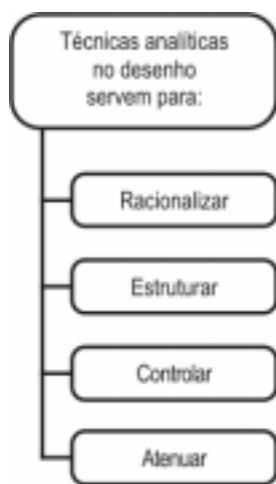 Técnicas analíticas
no desenho
servem para:
Racionalizar
Estruturar
Controlar
Atenuar